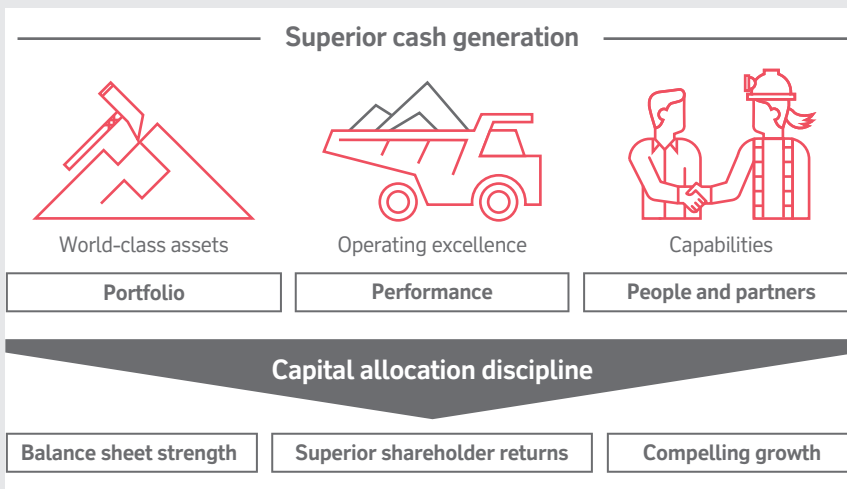 Superior cash generation
World-class assets
Operating excellence
Capabilities
Portfolio
Performance
People and partners
Capital allocation discipline
Balance sheet strength
Superior shareholder returns
Compelling growth